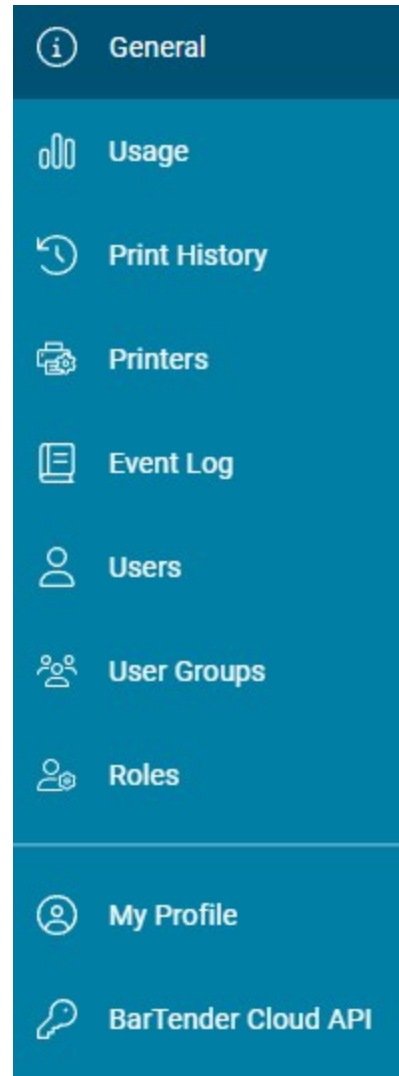 General
Usage
Print History
Printers
Event Log
Users
User Groups
Roles
My Profile
BarTender Cloud API